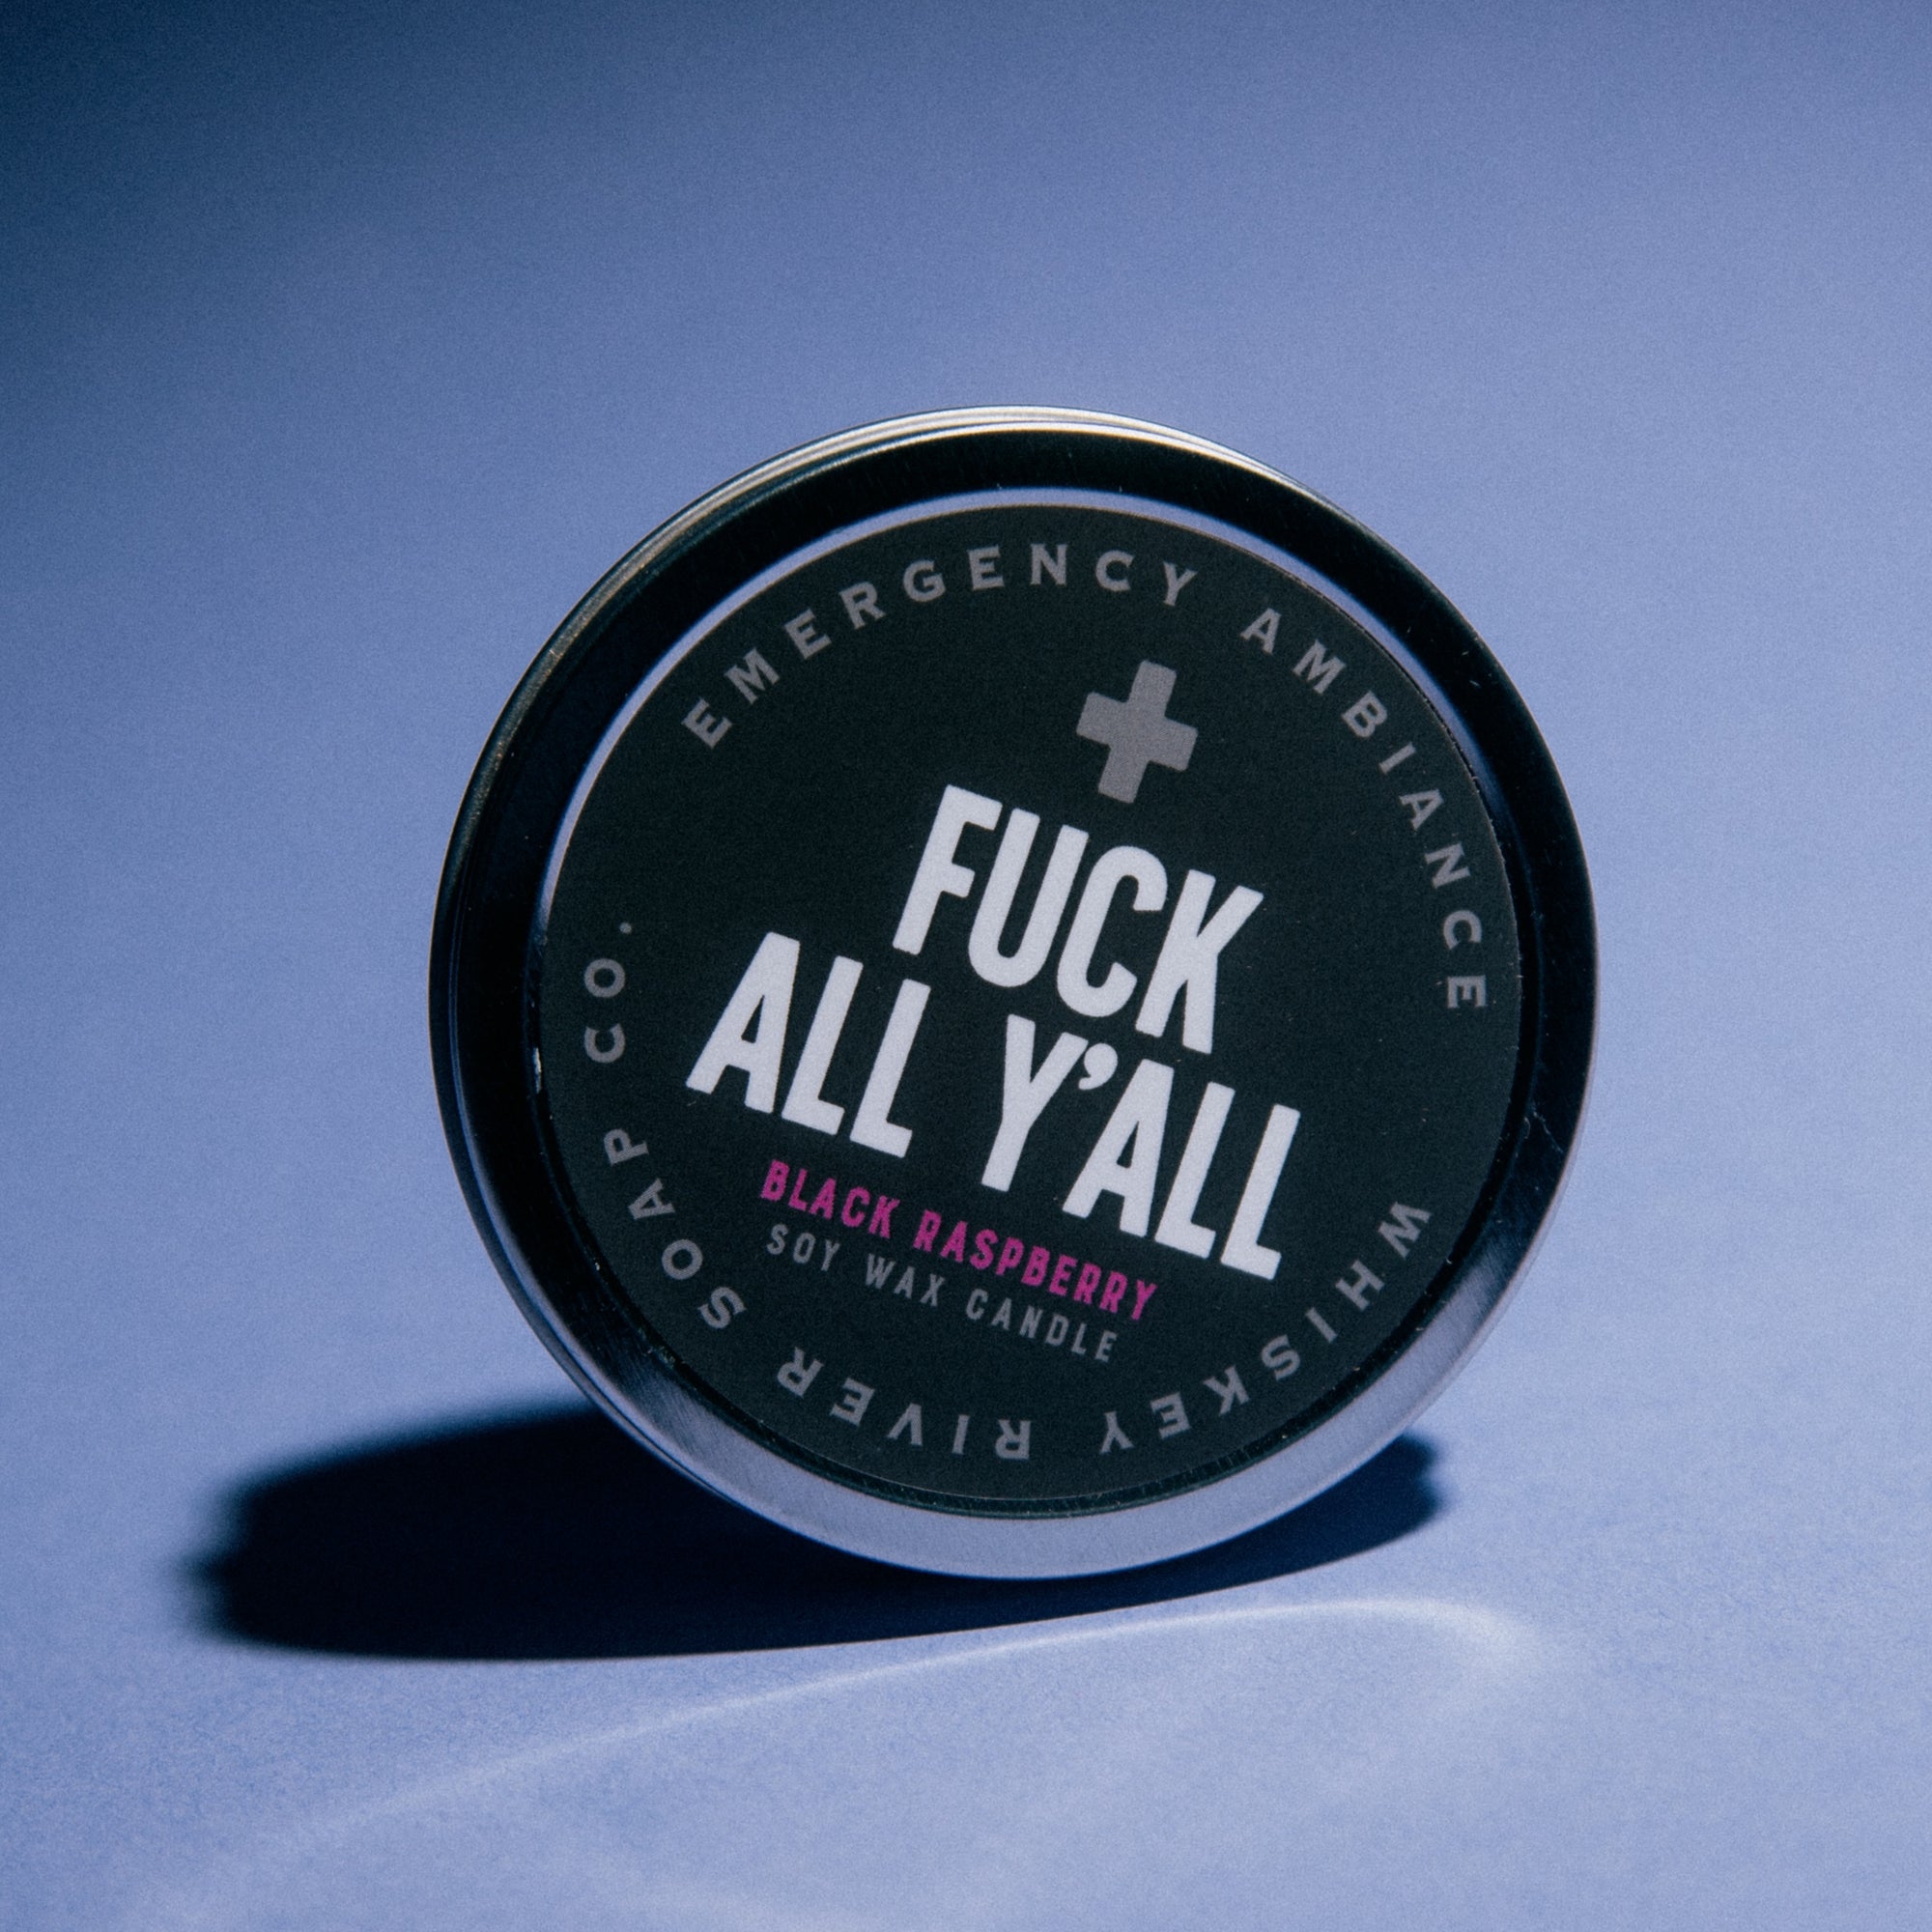 EMERGENCY AMBIANCE
FUCK
ALL Y'ALL
BLACK RASPBERRY
SOY WAX CANDLE
WHISKEY RIVER SOAP CO.